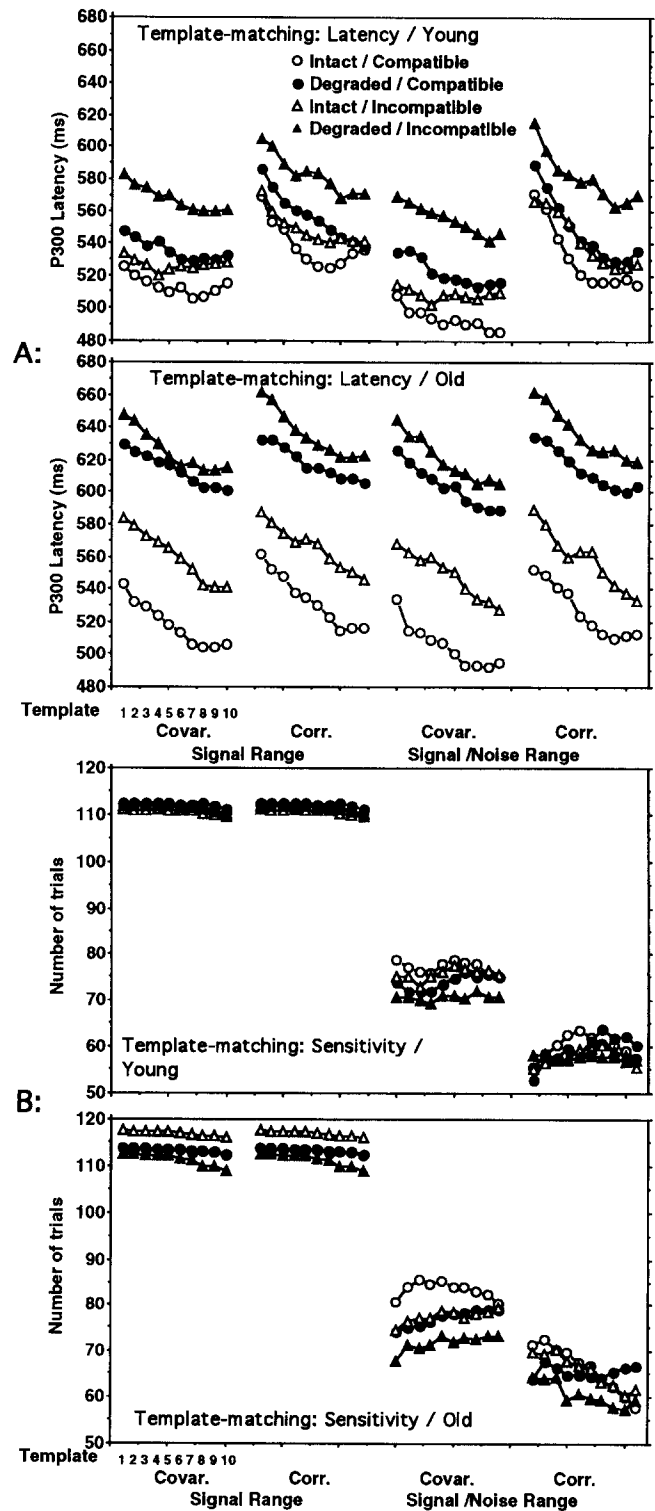 680
Template-matching: Latency / Young
660
Intact / Compatible
640
Degraded / Compatible
620
Intact / Incompatible
600
Degraded / Incompatible
580
560
540
520
500
480
P300 Latency (ms)
A:
680
Template-matching: Latency / Old
660
640
620
600
580
560
540
520
500
480
P300 Latency (ms)
Template
1 2 3 4 5 6 7 8 9 10
Covar. Corr. Covar. Corr.
Signal Range Signal /Noise Range
120
110
100
90
80
70
60
50
Number of trials
Template-matching: Sensitivity /
Young
B:
120
110
100
90
80
70
60
50
Number of trials
Template-matching: Sensitivity / Old
Template
1 2 3 4 5 6 7 8 9 10
Covar. Corr. Covar. Corr.
Signal Range Signal/Noise Range